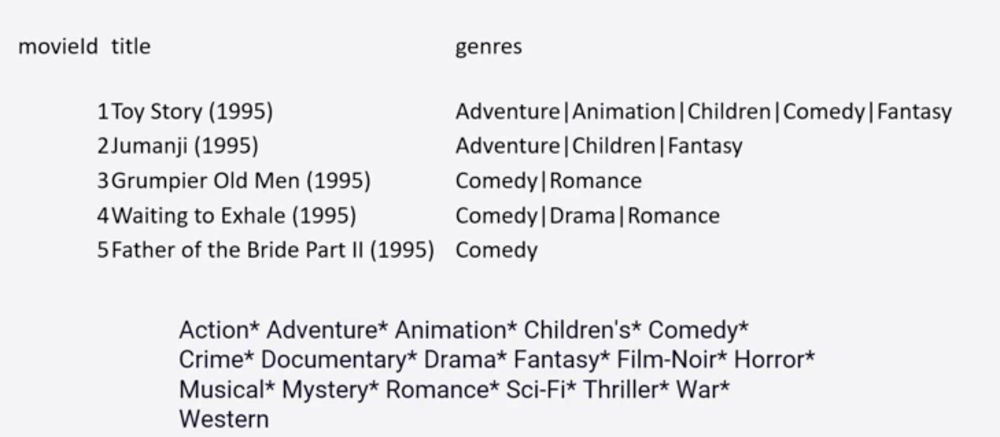 movieId title genres
1 Toy Story (1995) Adventure|Animation|Children|Comedy|Fantasy
2 Jumanji (1995) Adventure|Children|Fantasy
3 Grumpier Old Men (1995) Comedy|Romance
4 Waiting to Exhale (1995) Comedy|Drama|Romance
5 Father of the Bride Part II (1995) Comedy
Action* Adventure* Animation* Children's* Comedy*
Crime* Documentary* Drama* Fantasy* Film-Noir* Horror*
Musical* Mystery* Romance* Sci-Fi* Thriller* War*
Western